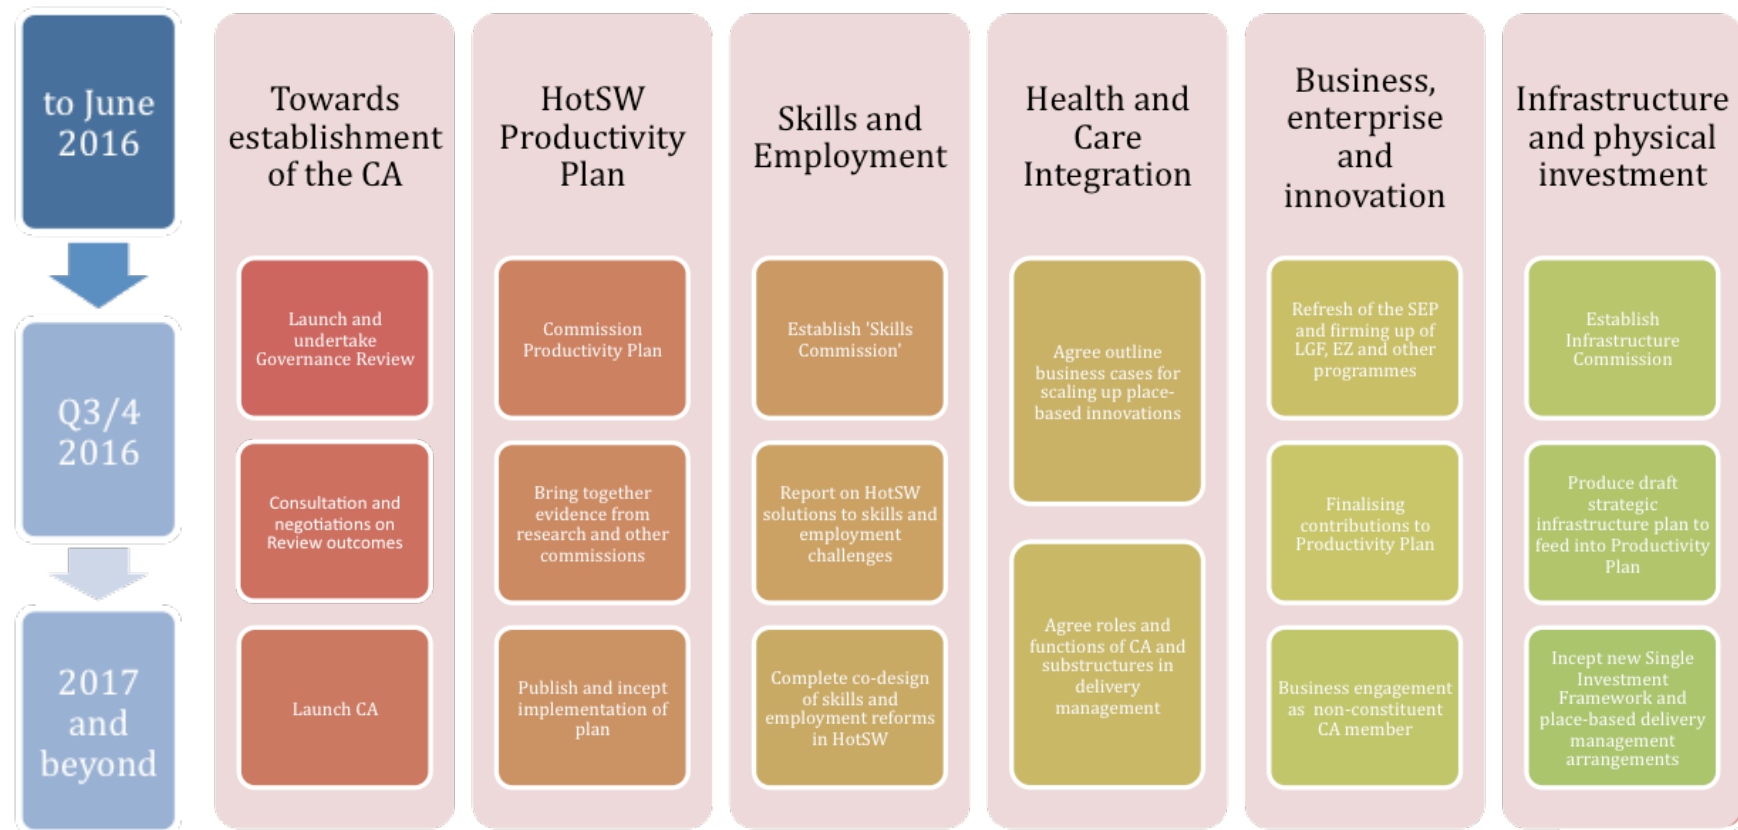 to June
2016
Q3/4
2016
2017
and
beyond
Towards
establishment
of the CA
Launch and
undertake
Governance Review
Consultation and
negotiations on
Review outcomes
Launch CA
HotSW
Productivity
Plan
Commission
Productivity Plan
Bring together
evidence from
research and other
commissions
Publish and incept
implementation of
plan
Skills and
Employment
Establish 'Skills
Commission'
Report on HotSW
solutions to skills and
employment
challenges
Complete co-design
of skills and
employment reforms
in HotSW
Health and
Care
Integration
Agree outline
business cases for
scaling up place-
based innovations
Agree roles and
functions of CA and
substructures in
delivery
management
Business,
enterprise
and
innovation
Refresh of the SEP
and firming up of
LGF, EZ and other
programmes
Finalising
contributions to
Productivity Plan
Business engagement
as non-constituent
CA member
Infrastructure
and physical
investment
Establish
Infrastructure
Commission
Produce draft
strategic
infrastructure plan to
feed into Productivity
Plan
Incept new Single
Investment
Framework and
place-based delivery
management
arrangements